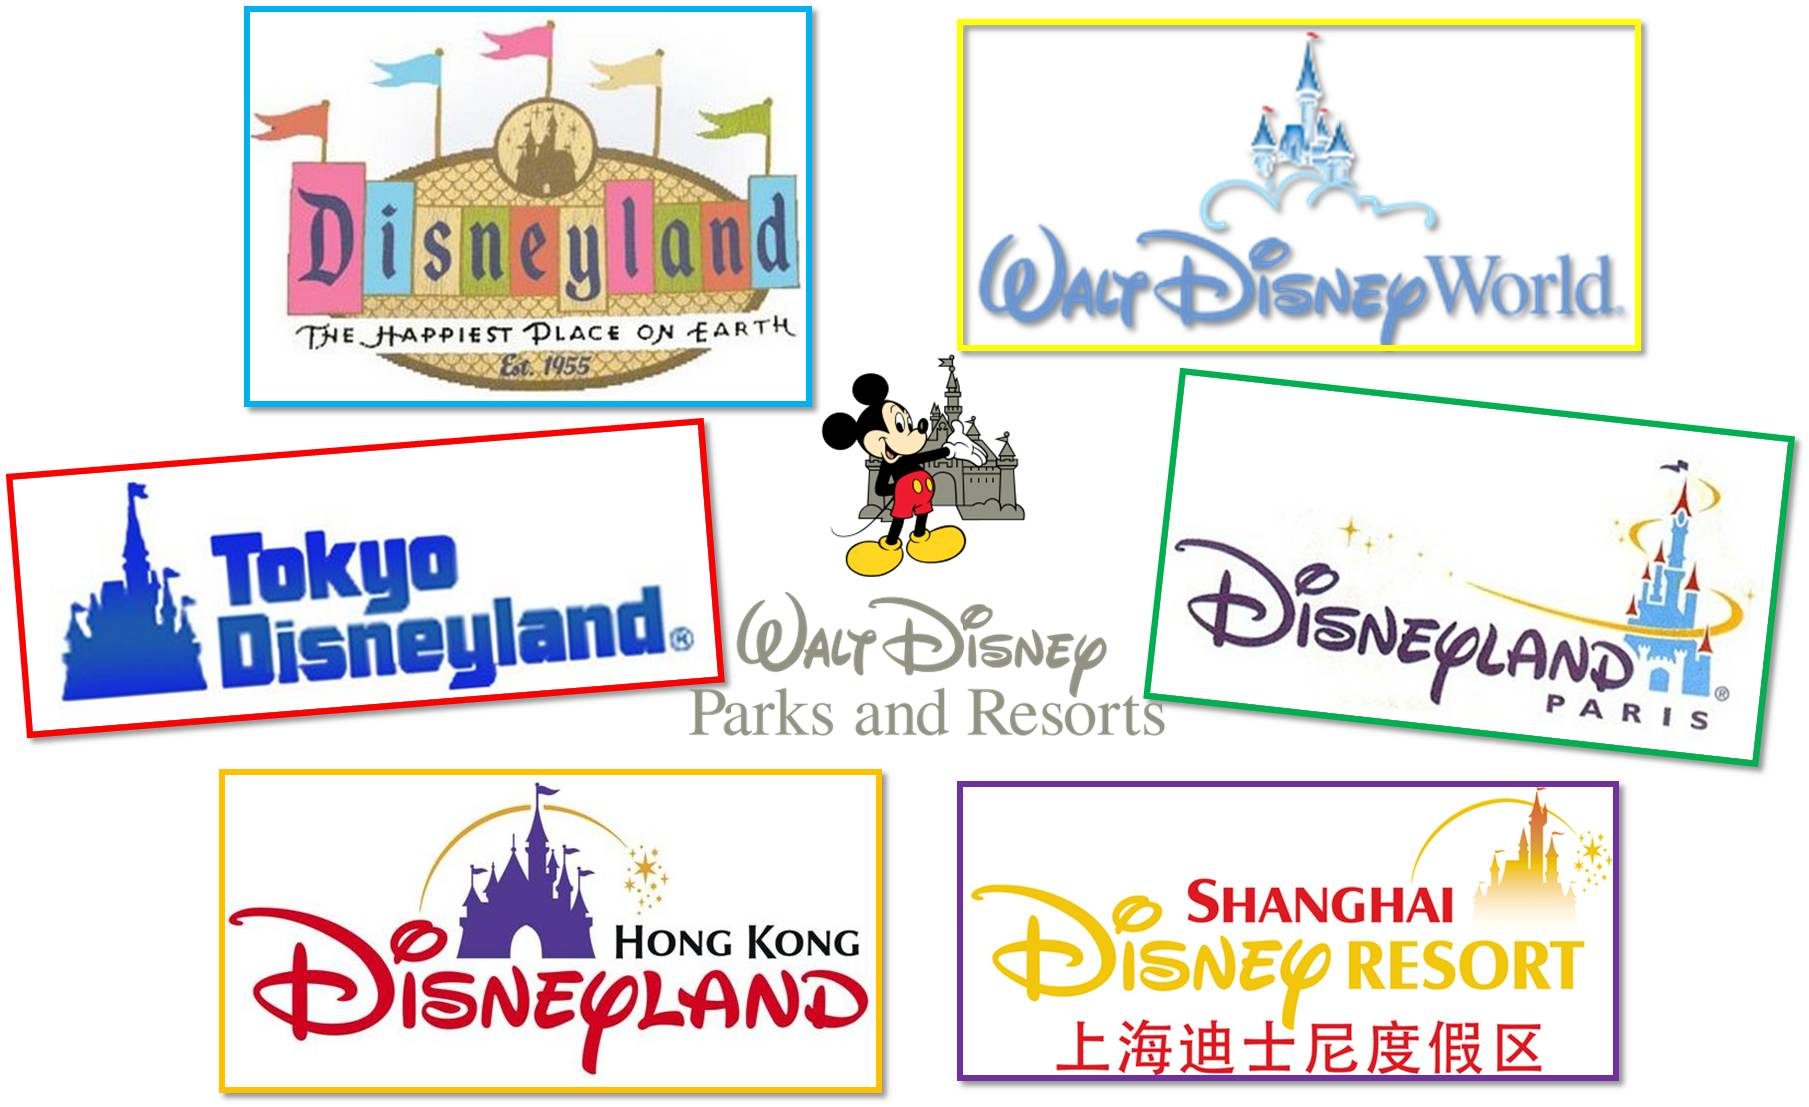 Disneyland
THE HAPPIEST PLACE ON EARTH
Est. 1955
WALT DISNEY World
Tokyo
Disneyland®
WALT DISNEY
Parks and Resorts
DISNEYLAND
PARIS®
HONG KONG
DISNEYLAND
SHANGHAI
DISNEY RESORT
上海迪士尼度假区